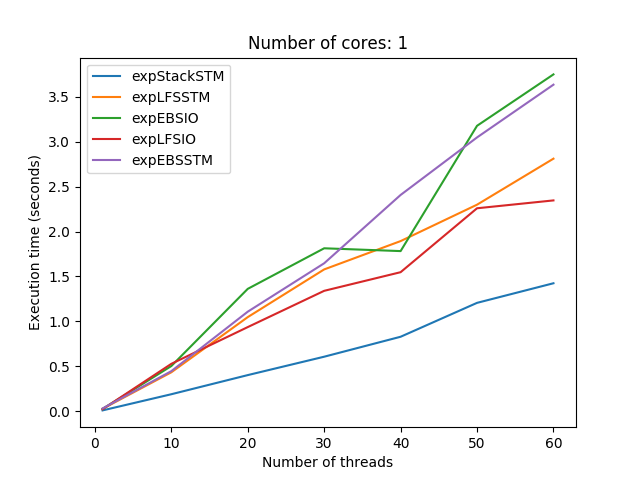 Number of cores: 1
expStackSTM
expLFSSTM
expEBSIO
expLFSIO
expEBSSTM
Execution time (seconds)
3.5
3.0
2.5
2.0
1.5
1.0
0.5
0.0
0 10 20 30 40 50 60
Number of threads